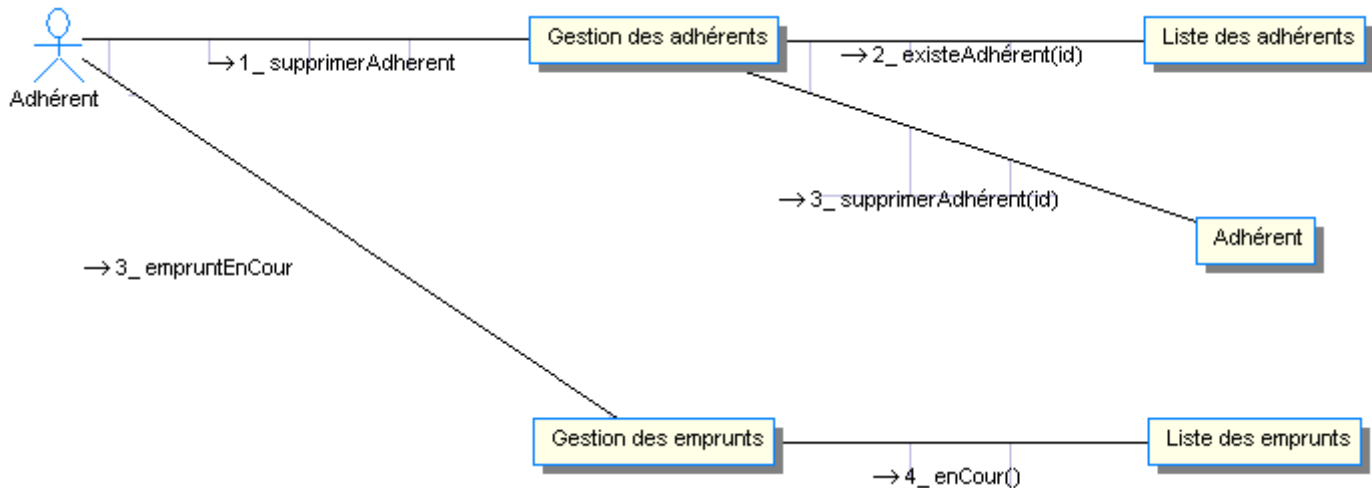 Gestion des adhérents
Liste des adhérents
→ 1_ supprimerAdherent
→ 2_ existeAdhérent(id)
Adhérent
→ 3_ supprimerAdhérent(id)
Adhérent
→ 3_ empruntEnCour
Gestion des emprunts
Liste des emprunts
→ 4_ enCour()